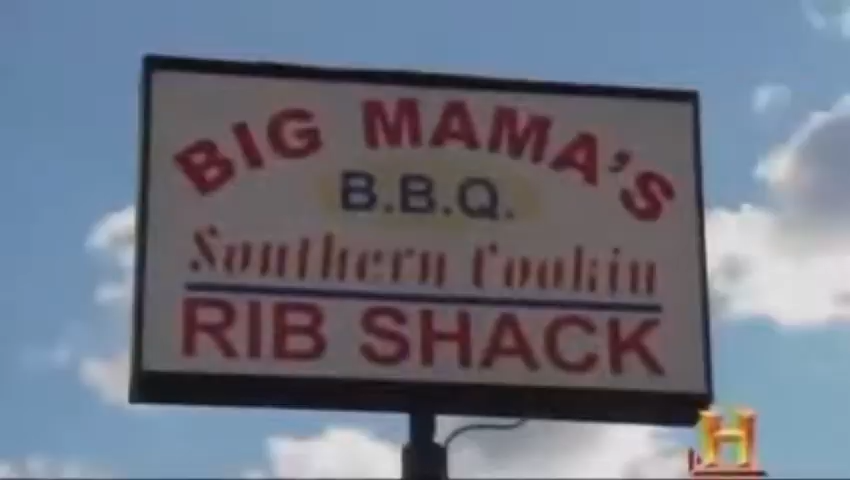 BIG MAMA'S
B.B.Q.
Southern Cookin
RIB SHACK
H